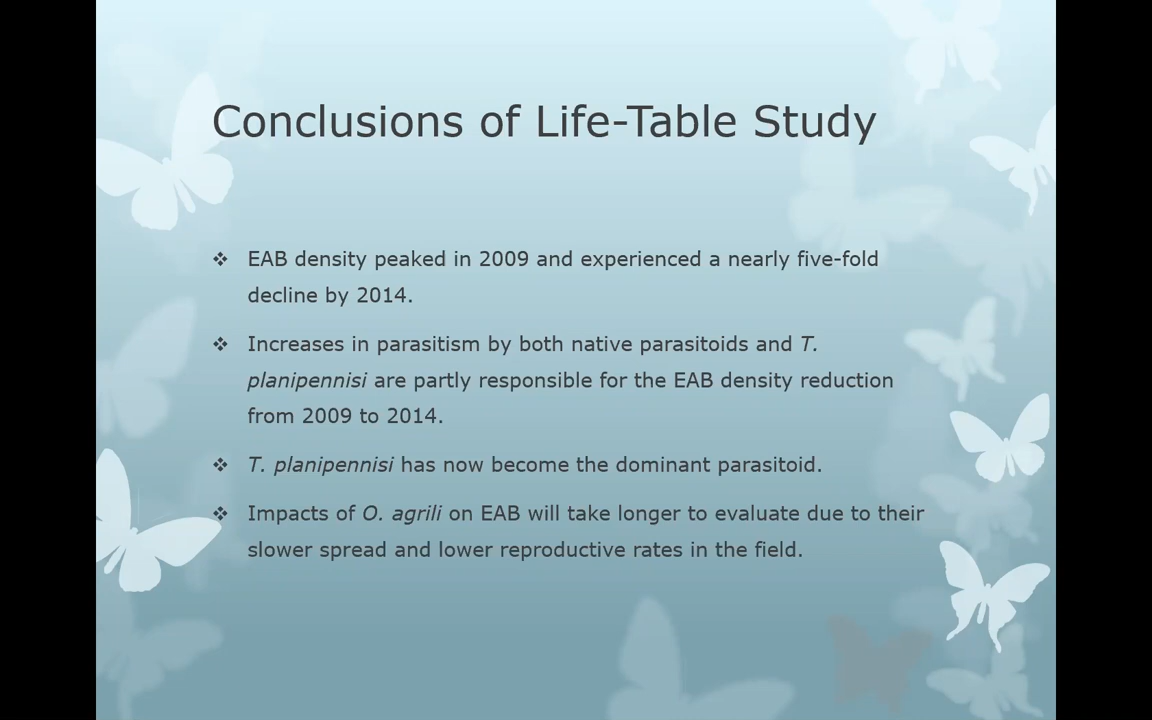 Conclusions of Life-Table Study
❖ EAB density peaked in 2009 and experienced a nearly five-fold
decline by 2014.
❖ Increases in parasitism by both native parasitoids and T.
planipennisi are partly responsible for the EAB density reduction
from 2009 to 2014.
❖ T. planipennisi has now become the dominant parasitoid.
❖ Impacts of O. agrili on EAB will take longer to evaluate due to their
slower spread and lower reproductive rates in the field.